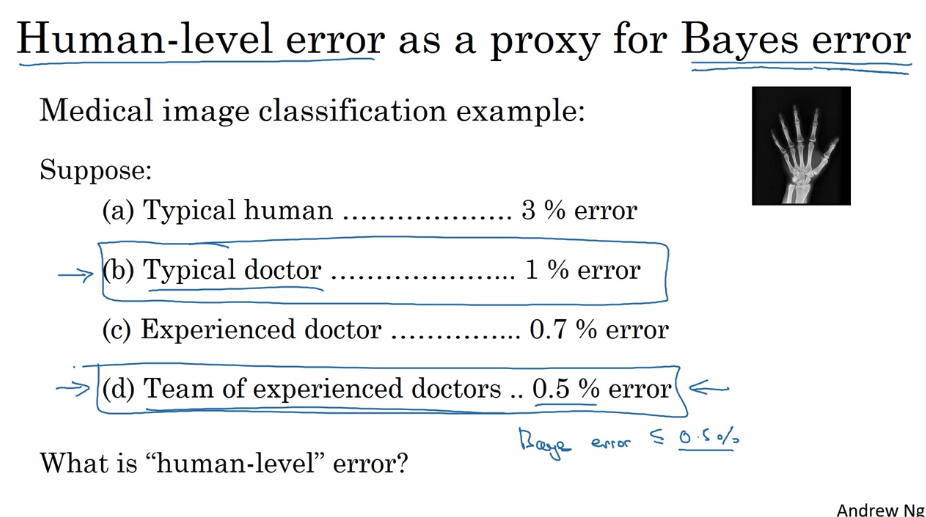 Human-level error as a proxy for Bayes error
Medical image classification example:
Suppose:
(a) Typical human ................... 3 % error
(b) Typical doctor ..................... 1 % error
(c) Experienced doctor .............. 0.7 % error
(d) Team of experienced doctors .. 0.5 % error
Baye error ≤ 0.5%
What is “human-level” error?
Andrew Ng